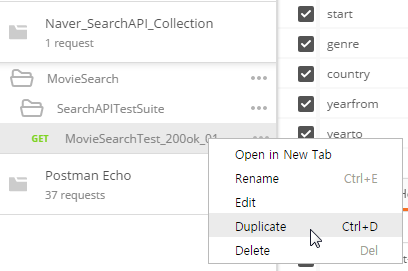 Naver_SearchAPI_Collection
1 request
MovieSearch
SearchAPITestSuite
GET MovieSearchTest_200ok_01
Postman Echo
37 requests
start
genre
country
yearfrom
yearto
Open in New Tab
Rename Ctrl+E
Edit
Duplicate Ctrl+D
Delete Del